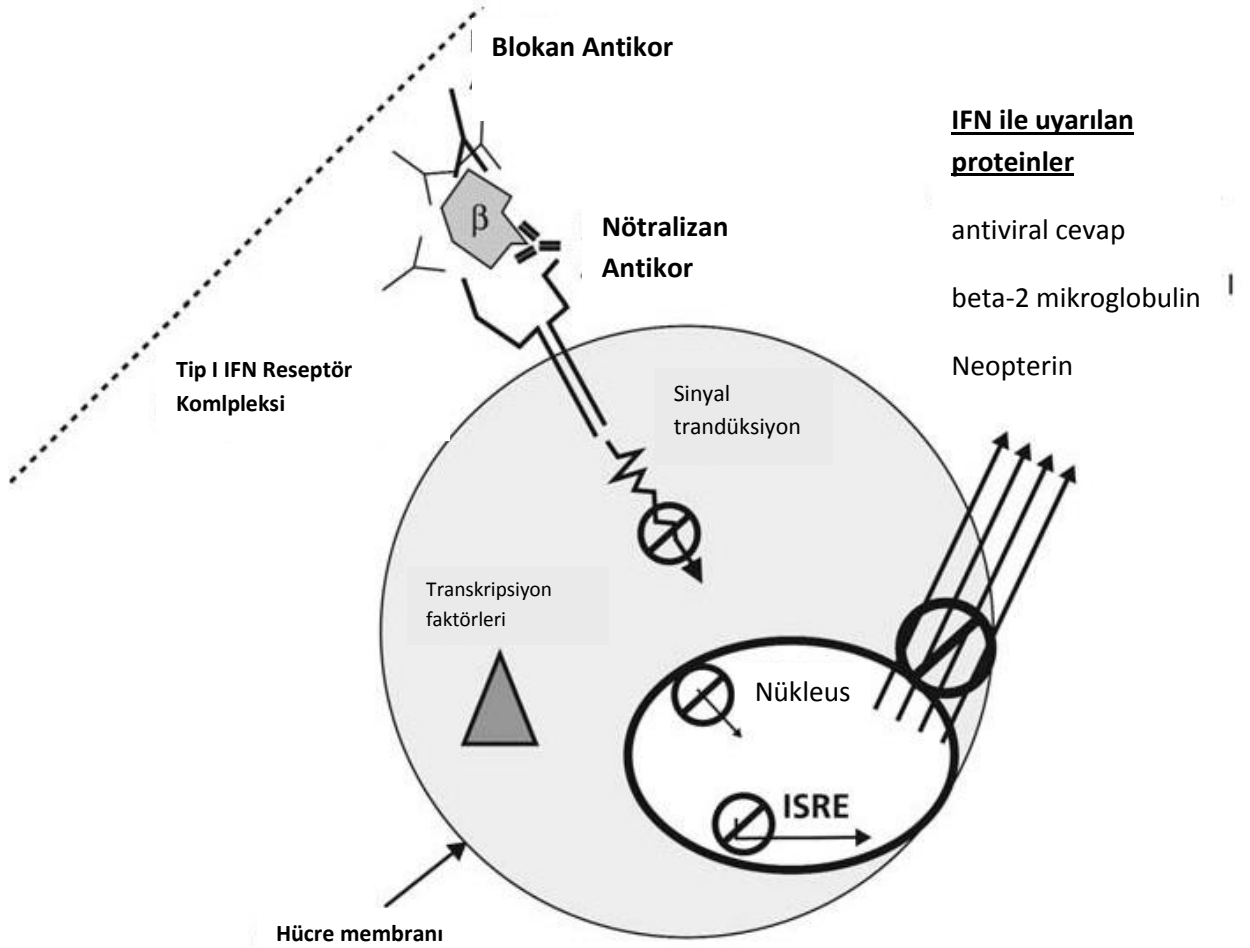 Blokan Antikor
IFN ile uyarılan
proteinler
antiviral cevap
beta-2 mikroglobulin
Neopterin
β
Nötralizan
Antikor
Tip I IFN Reseptör
Komlpleksi
Sinyal
trandüksiyon
Transkripsiyon
faktörleri
Nükleus
ISRE
Hücre membranı